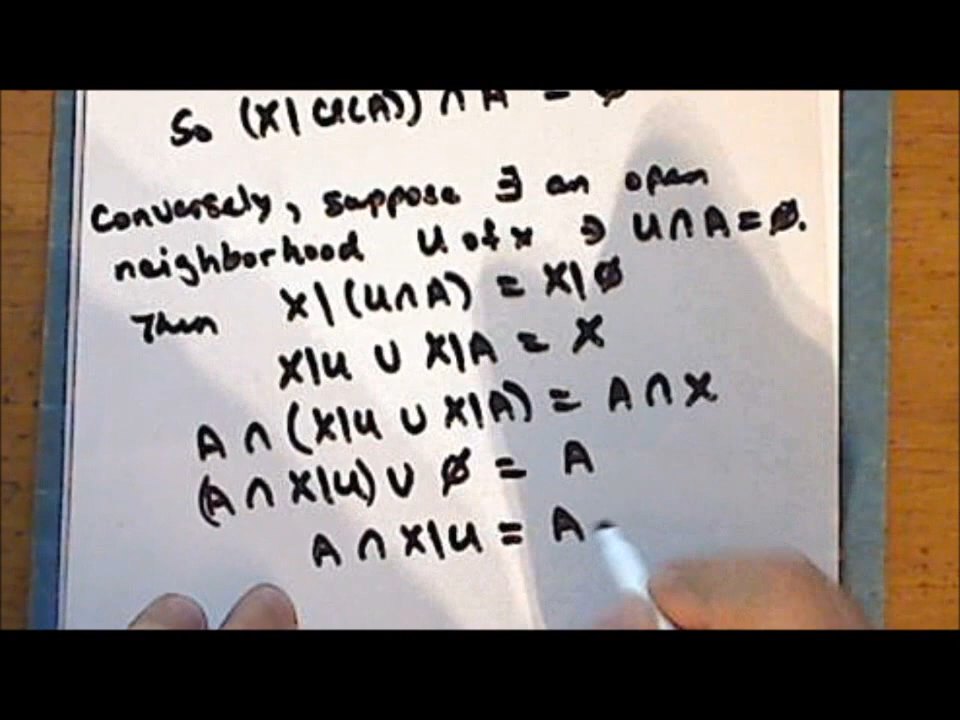 So (X|Cl(A)) ∩ A = ∅
Conversely, suppose ∃ an open
neighborhood U of x ∋ U∩A=∅.
Then X|(U∩A) = X|∅
X|U ∪ X|A = X
A ∩ (X|U ∪ X|A) = A ∩ X
(A ∩ X|U) ∪ ∅ = A
A ∩ X|U = A